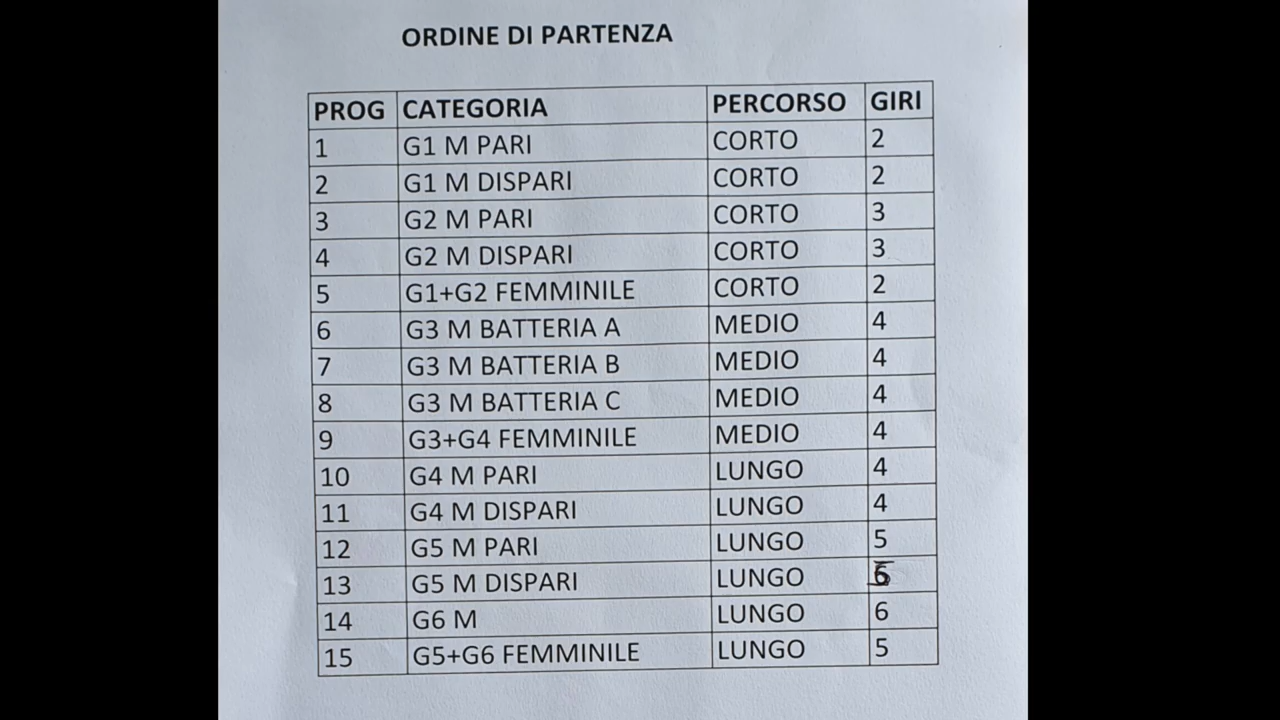 ORDINE DI PARTENZA
PROG CATEGORIA PERCORSO GIRI
1 G1 M PARI CORTO 2
2 G1 M DISPARI CORTO 2
3 G2 M PARI CORTO 3
4 G2 M DISPARI CORTO 3
5 G1+G2 FEMMINILE CORTO 2
6 G3 M BATTERIA A MEDIO 4
7 G3 M BATTERIA B MEDIO 4
8 G3 M BATTERIA C MEDIO 4
9 G3+G4 FEMMINILE MEDIO 4
10 G4 M PARI LUNGO 4
11 G4 M DISPARI LUNGO 4
12 G5 M PARI LUNGO 5
13 G5 M DISPARI LUNGO
14 G6 M LUNGO 6
15 G5+G6 FEMMINILE LUNGO 5